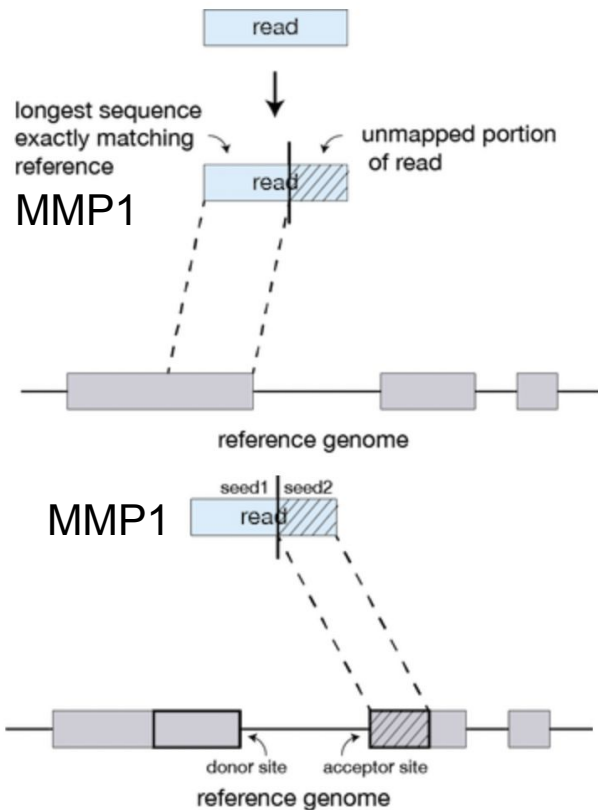 read
longest sequence
exactly matching
reference
unmapped portion
of read
read
MMP1
reference genome
seed1 seed2
MMP1
read
donor site
acceptor site
reference genome